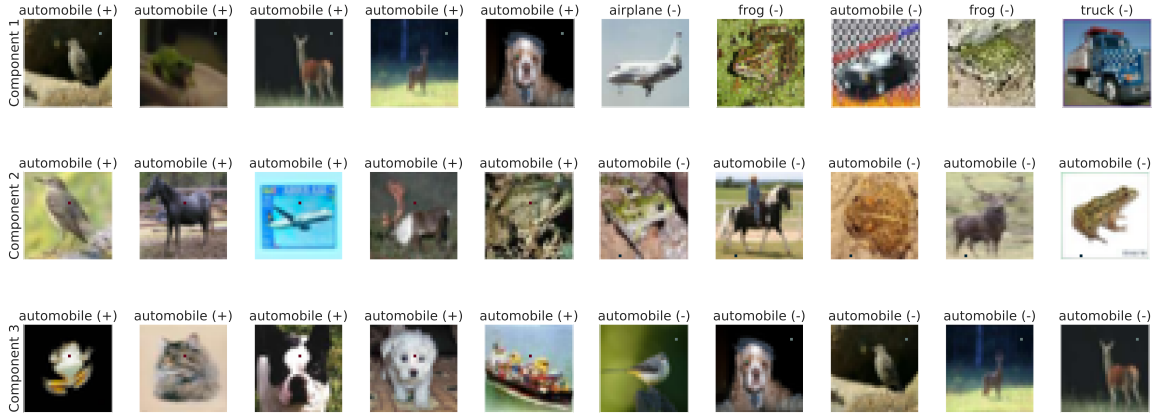 automobile (+) automobile (+) automobile (+) automobile (+) automobile (+) airplane (-) frog (-) automobile (-) frog (-) truck (-)
Component 1
automobile (+) automobile (+) automobile (+) automobile (+) automobile (+) automobile (-) automobile (-) automobile (-) automobile (-) automobile (-)
Component 2
automobile (+) automobile (+) automobile (+) automobile (+) automobile (+) automobile (-) automobile (-) automobile (-) automobile (-) automobile (-)
Component 3